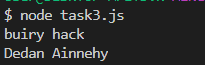 $ node task3.js
buiry hack
Dedan Ainnehy